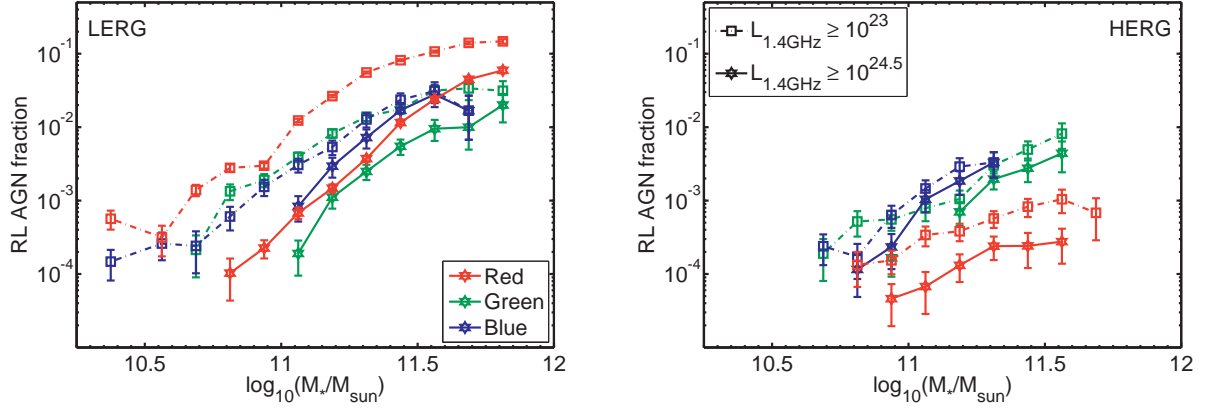 LERG
RL AGN fraction
10^-1
10^-2
10^-3
10^-4
10.5 11 11.5 12
log10(M*/Msun)
Red
Green
Blue
HERG
L1.4GHz ≥ 10^23
L1.4GHz ≥ 10^24.5
RL AGN fraction
10^-1
10^-2
10^-3
10^-4
10.5 11 11.5 12
log10(M*/Msun)